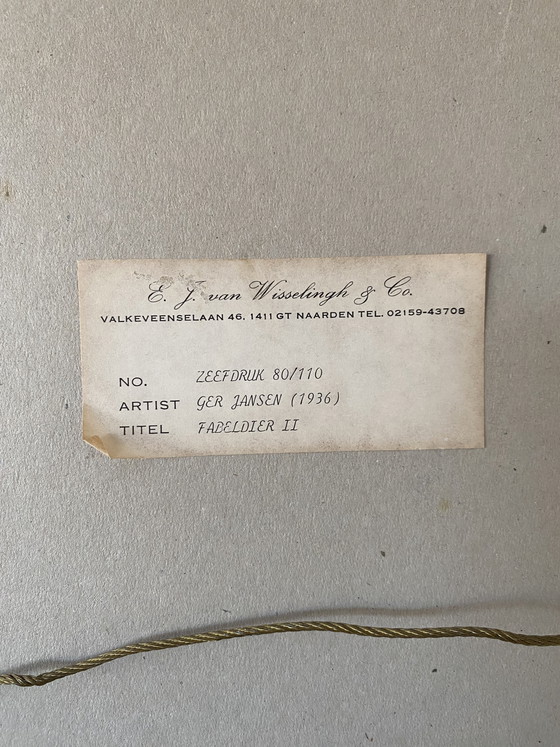 E. J. van Wisselingh & Co.
VALKEVEENSELAAN 46, 1411 GT NAARDEN TEL. 02159-43708
NO. ZEEFDRUK 80/110
ARTIST GER JANSEN (1936)
TITEL FABELDIER II